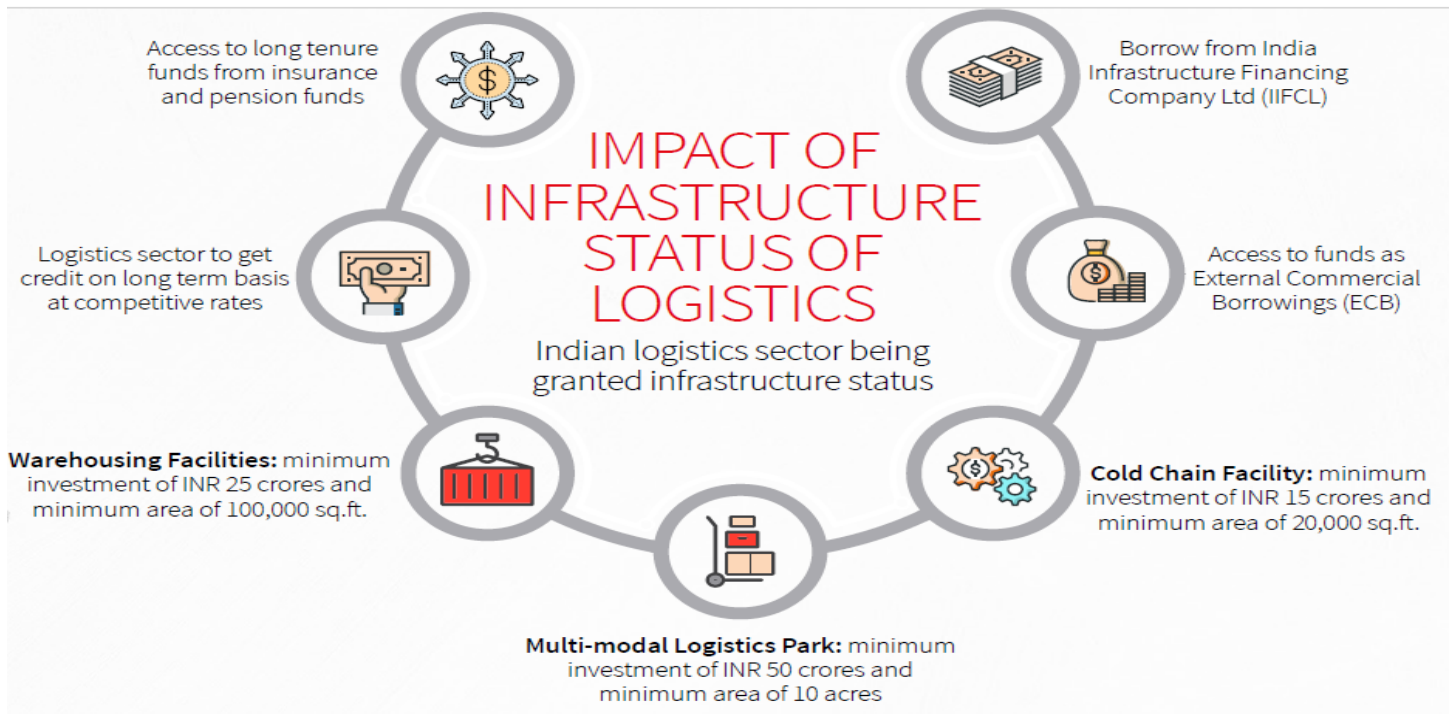 IMPACT OF
INFRASTRUCTURE
STATUS OF
LOGISTICS
Indian logistics sector being
granted infrastructure status
Access to long tenure
funds from insurance
and pension funds
Logistics sector to get
credit on long term basis
at competitive rates
Warehousing Facilities: minimum
investment of INR 25 crores and
minimum area of 100,000 sq.ft.
Multi-modal Logistics Park: minimum
investment of INR 50 crores and
minimum area of 10 acres
Cold Chain Facility: minimum
investment of INR 15 crores and
minimum area of 20,000 sq.ft.
Access to funds as
External Commercial
Borrowings (ECB)
Borrow from India
Infrastructure Financing
Company Ltd (IIFCL)